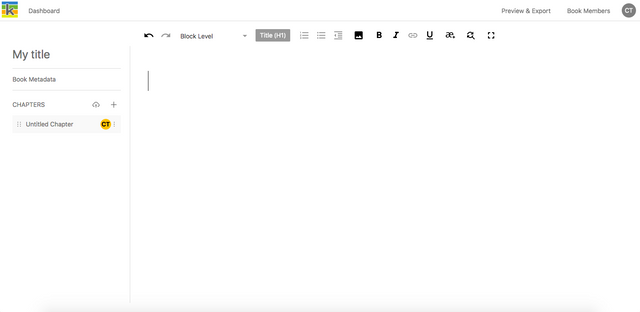 k
Dashboard
Preview & Export
Book Members
CT
Block Level
Title (H1)
B
I
U
æ
My title
Book Metadata
CHAPTERS
Untitled Chapter
CT